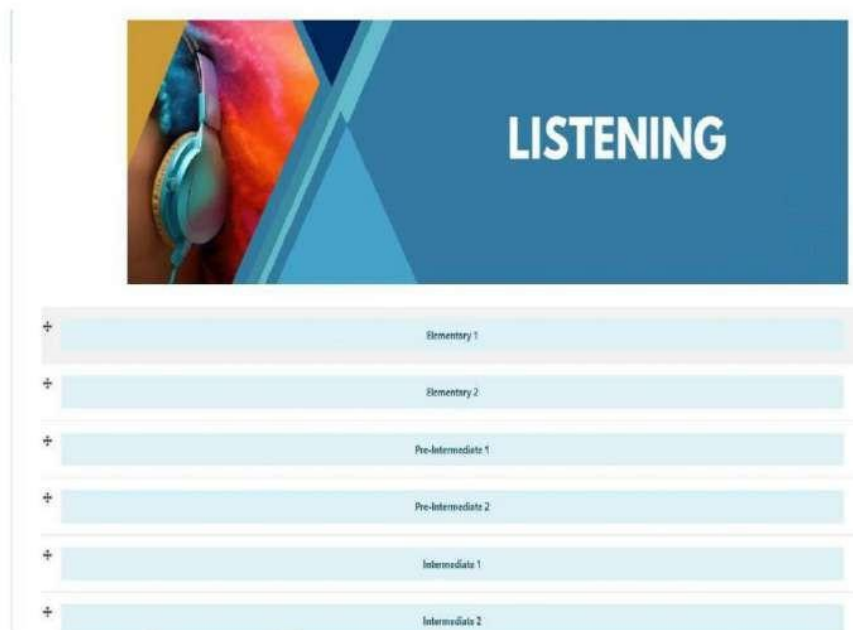 LISTENING
Elementary 1
Elementary 2
Pre-Intermediate 1
Pre-Intermediate 2
Intermediate 1
Intermediate 2